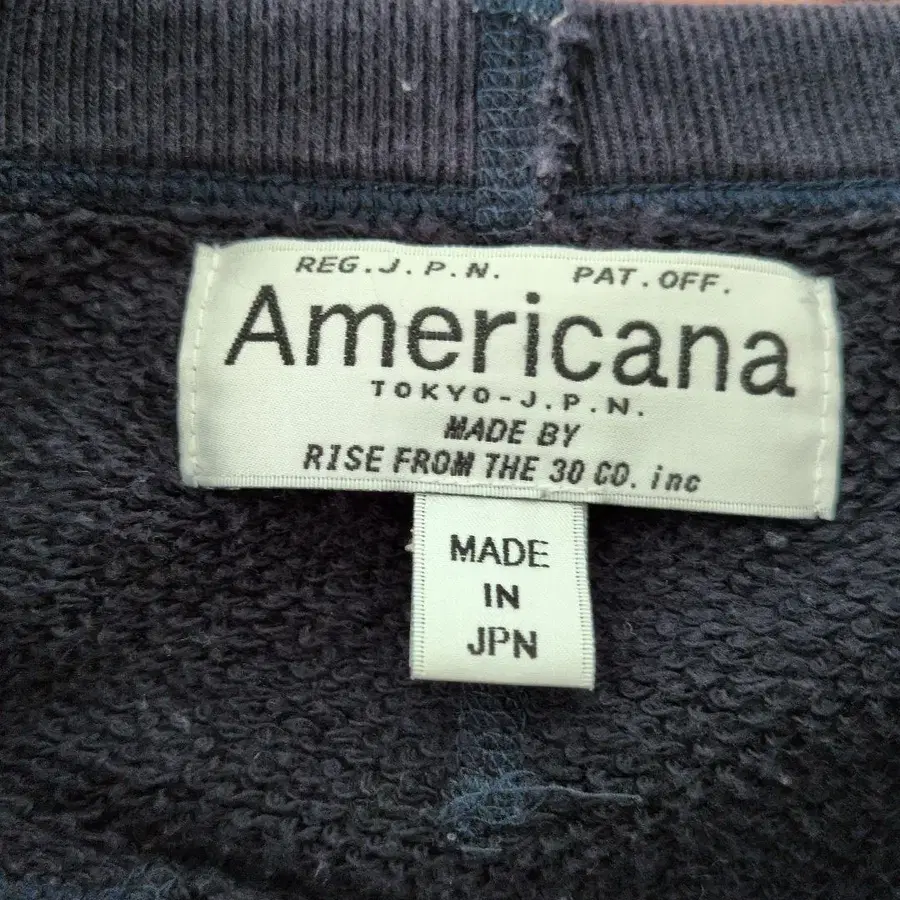 REG.J.P.N. PAT.OFF.
Americana
TOKYO-J.P.N.
MADE BY
RISE FROM THE 30 CO. inc
MADE
IN
JPN